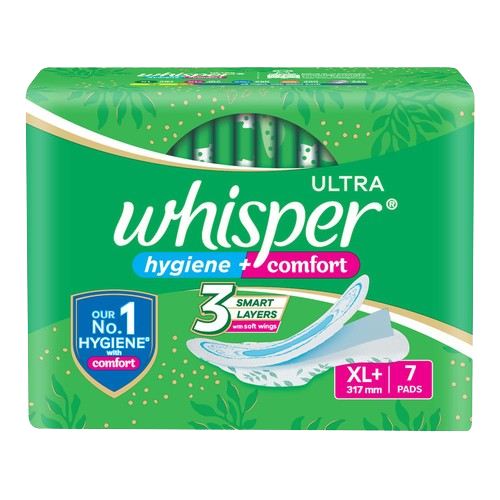 whisper
ULTRA
whisper®
hygiene + comfort
3 SMART
LAYERS
with soft wings
OUR
No.1
HYGIENE*
with
comfort
XL+
317 mm
7
PADS